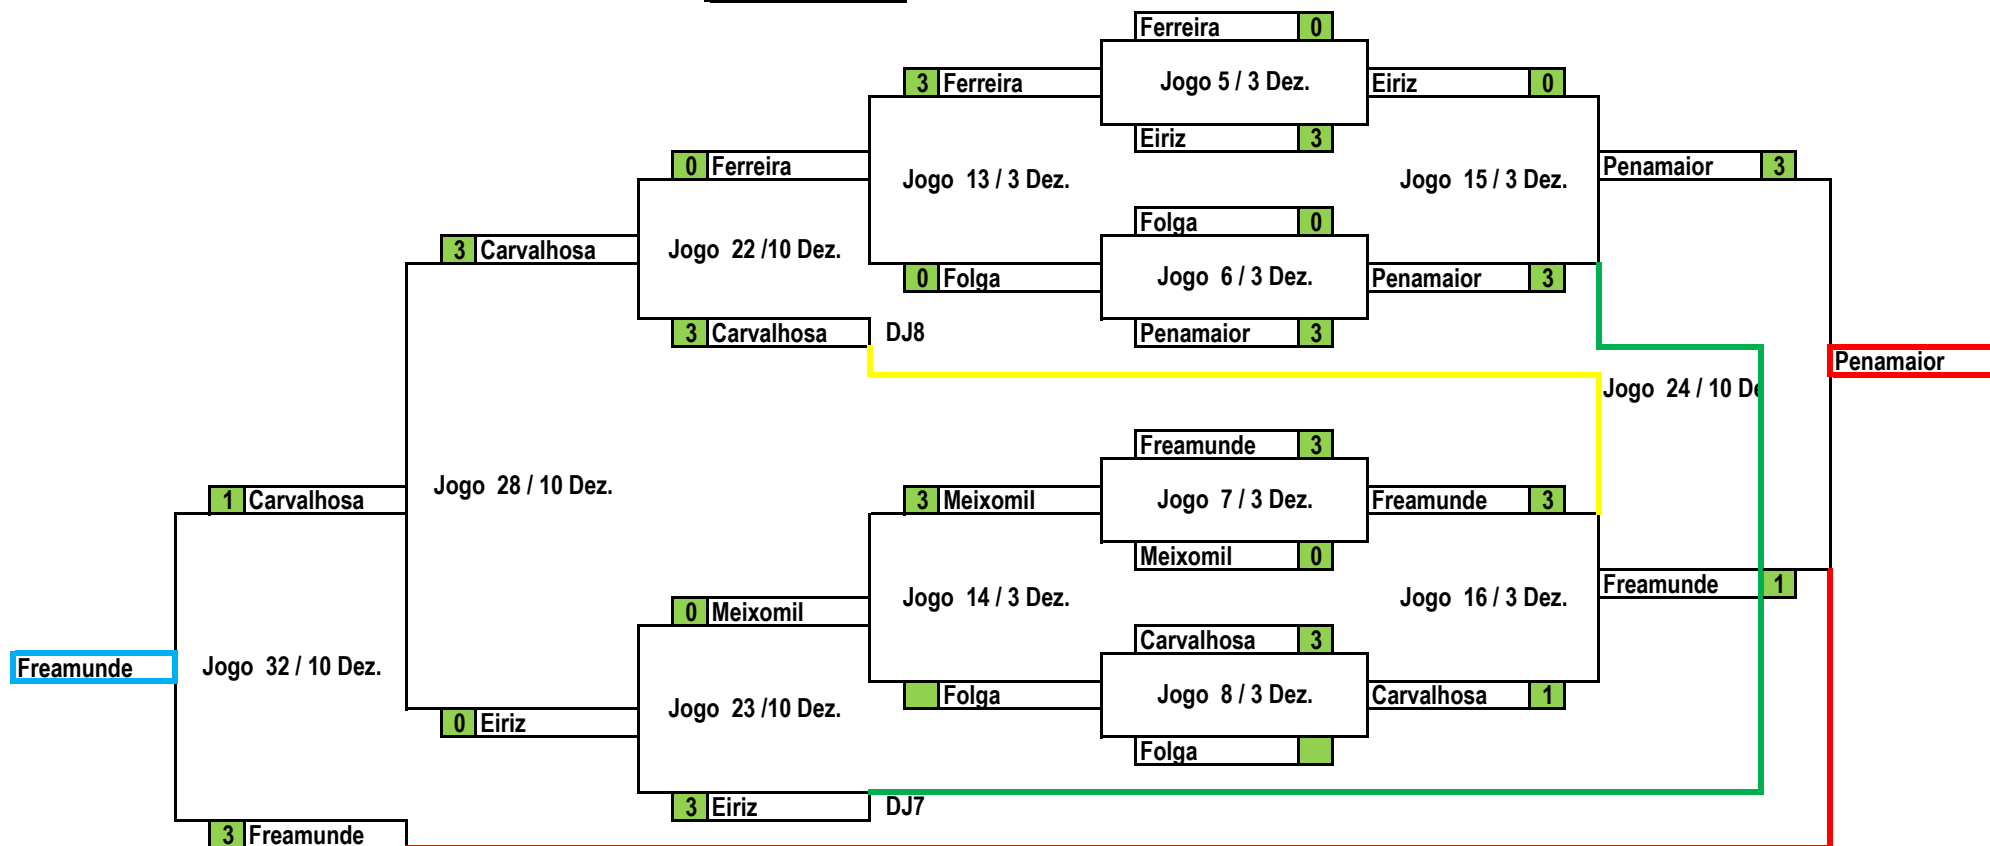 Ferreira 0
3 Ferreira
Jogo 5 / 3 Dez.
Eiriz 0
Eiriz 3
0 Ferreira
Penamaior 3
Jogo 13 / 3 Dez.
Jogo 15 / 3 Dez.
Folga 0
3 Carvalhosa
Jogo 22 /10 Dez.
0 Folga
Jogo 6 / 3 Dez.
Penamaior 3
3 Carvalhosa
DJ8
Penamaior 3
Penamaior
Jogo 24 / 10 De
Freamunde 3
Jogo 28 / 10 Dez.
1 Carvalhosa
3 Meixomil
Jogo 7 / 3 Dez.
Freamunde 3
Meixomil 0
0 Meixomil
Jogo 14 / 3 Dez.
Jogo 16 / 3 Dez.
Freamunde 1
Carvalhosa 3
Freamunde
Jogo 32 / 10 Dez.
Folga
Jogo 8 / 3 Dez.
Carvalhosa 1
0 Eiriz
Jogo 23 /10 Dez.
Folga
3 Eiriz
DJ7
3 Freamunde